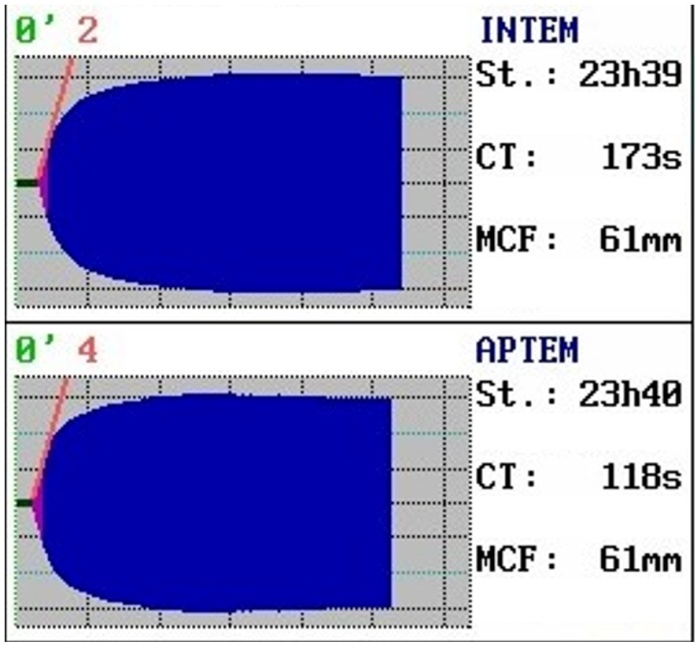 0' 2 INTEM
St.: 23h39
CT: 173s
MCF: 61mm
0' 4 APTEM
St.: 23h40
CT: 118s
MCF: 61mm